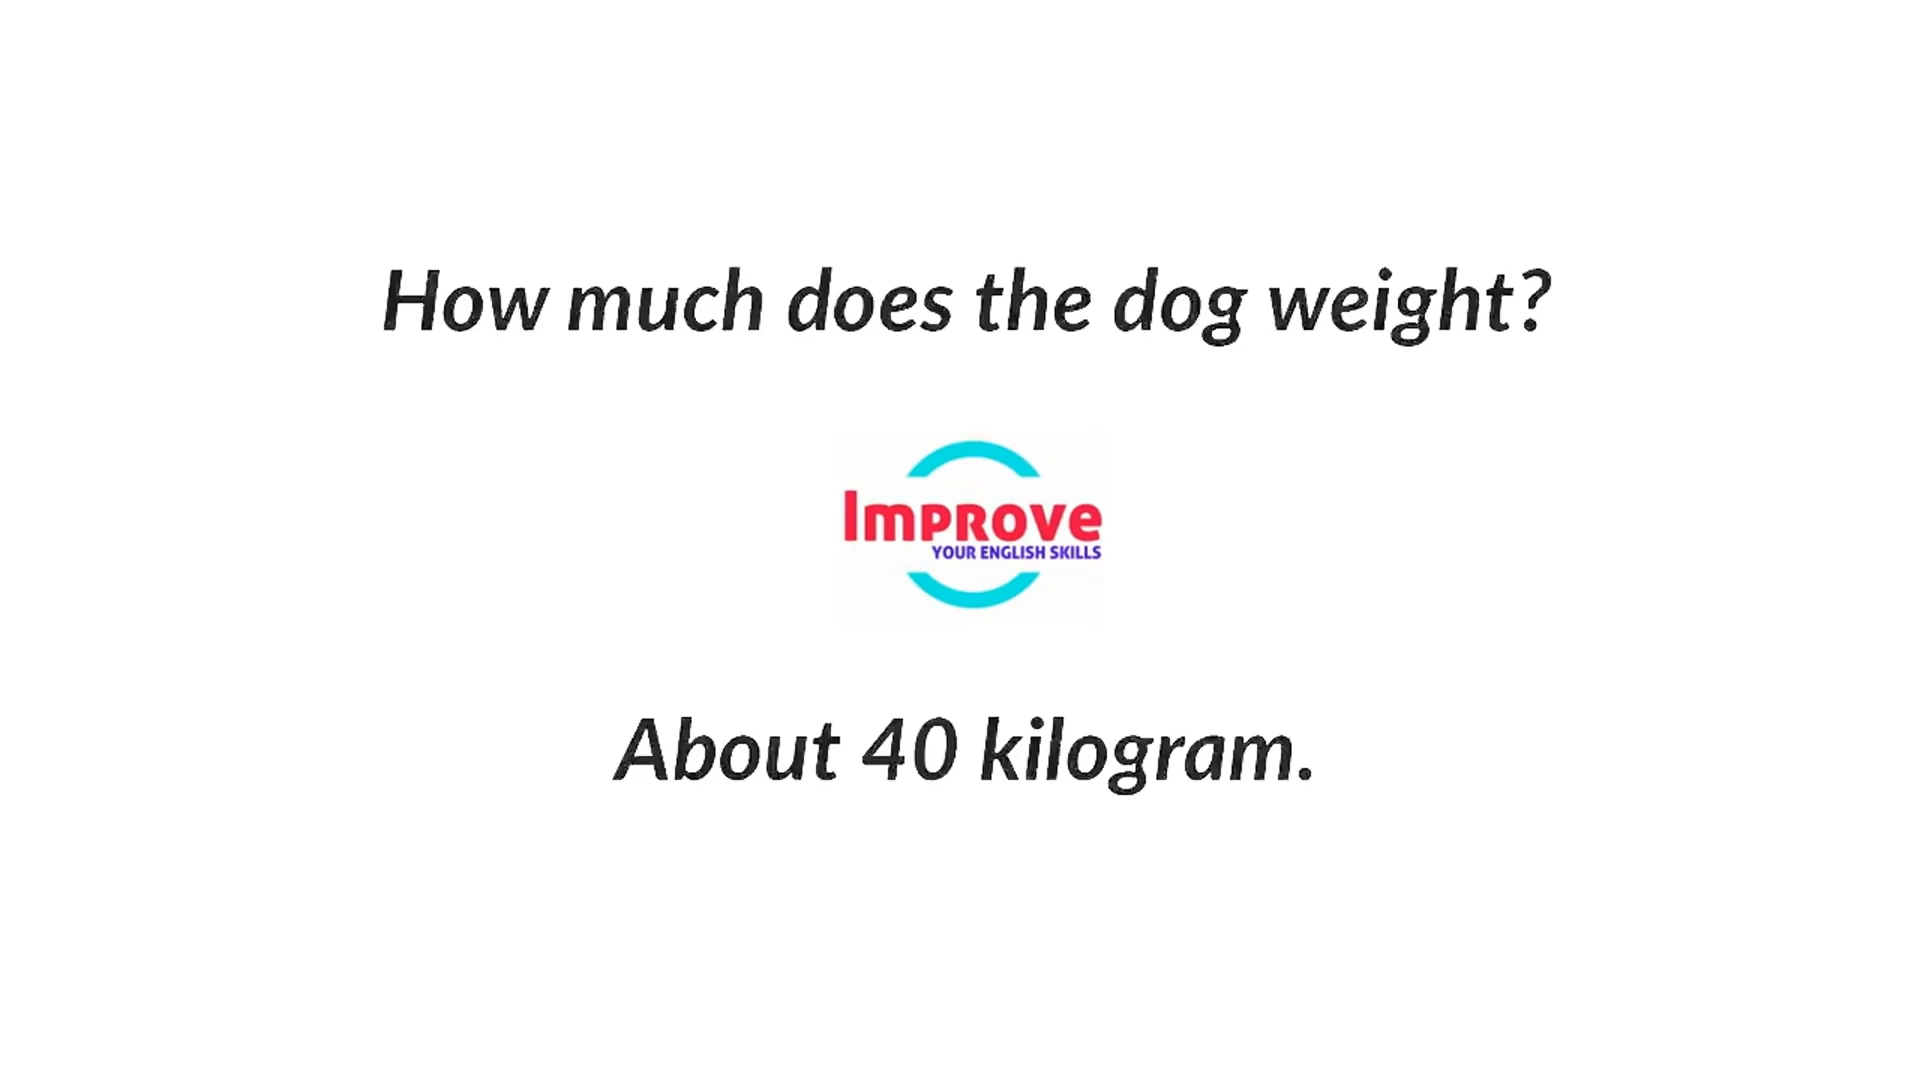 How much does the dog weight?
Improve
YOUR ENGLISH SKILLS
About 40 kilogram.